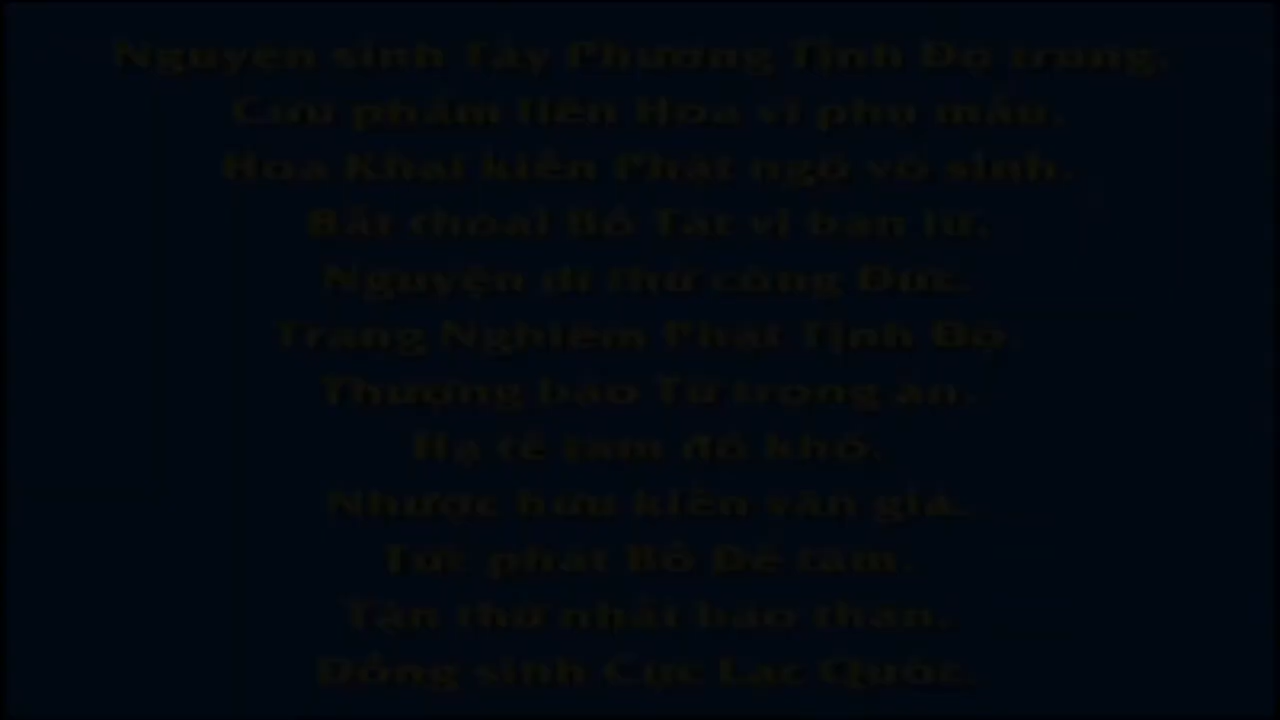 Nguyện sinh Tây Phương Tịnh Độ trung.
Cửu phẩm liên Hoa vi phụ mẫu.
Hoa Khai kiến Phật ngộ vô sinh.
Bất thoái Bồ Tát vi bạn lữ.
Nguyện dĩ thử công Đức.
Trang Nghiêm Phật Tịnh Độ.
Thượng báo Tứ trọng ân.
Hạ tế tam đồ khổ.
Nhược hữu kiến văn giả.
Tức phát Bồ Đề tâm.
Tận thử nhất báo thân.
Đồng sinh Cực Lạc Quốc.